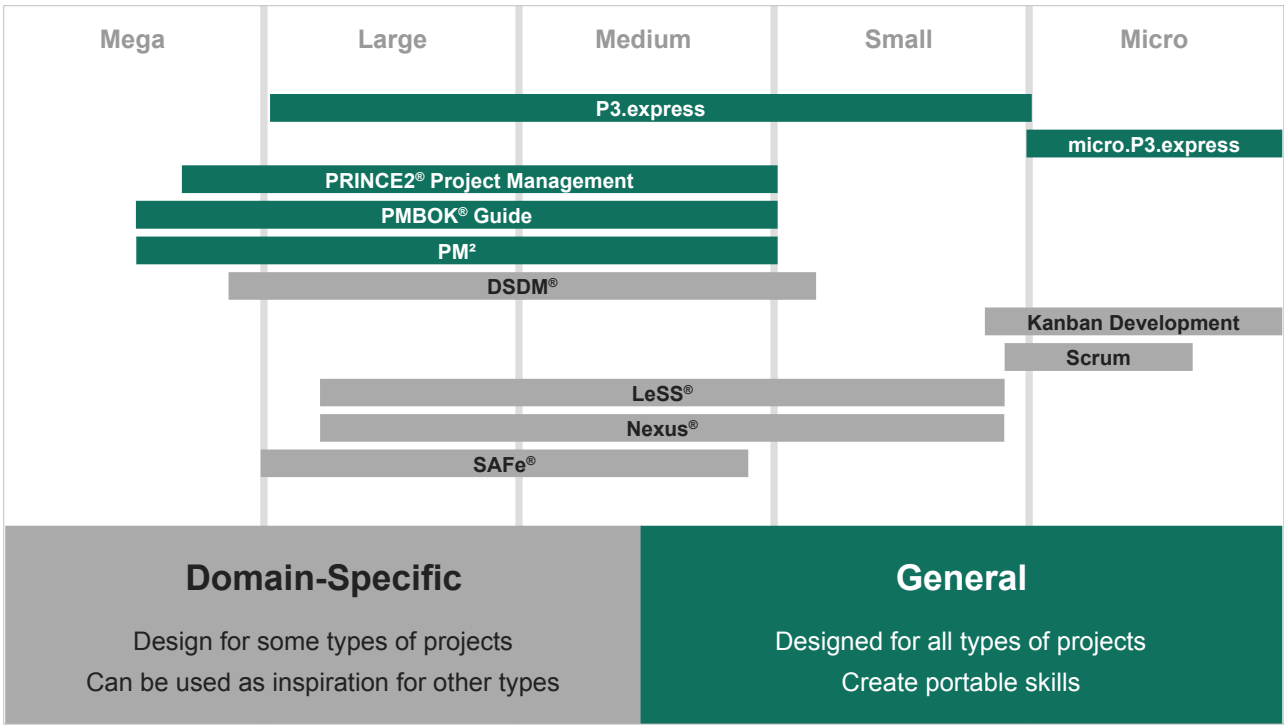 Mega Large Medium Small Micro
P3.express
micro.P3.express
PRINCE2® Project Management
PMBOK® Guide
PM²
DSDM®
Kanban Development
Scrum
LeSS®
Nexus®
SAFe®
Domain-Specific
Design for some types of projects
Can be used as inspiration for other types
General
Designed for all types of projects
Create portable skills